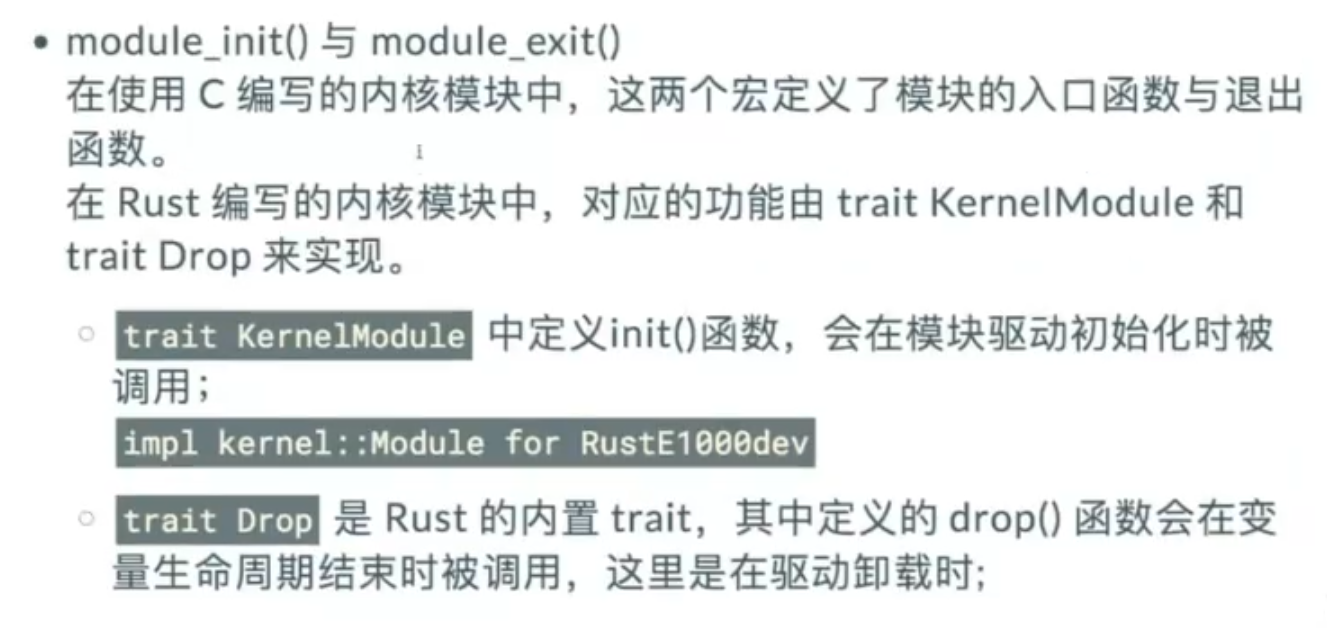 • module_init() 与 module_exit()
在使用 C 编写的内核模块中，这两个宏定义了模块的入口函数与退出
函数。
在 Rust 编写的内核模块中，对应的功能由 trait KernelModule 和
trait Drop 来实现。
○ trait KernelModule 中定义init()函数，会在模块驱动初始化时被
调用；
impl kernel::Module for RustE1000dev
○ trait Drop 是 Rust 的内置 trait，其中定义的 drop() 函数会在变
量生命周期结束时被调用，这里是在驱动卸载时;